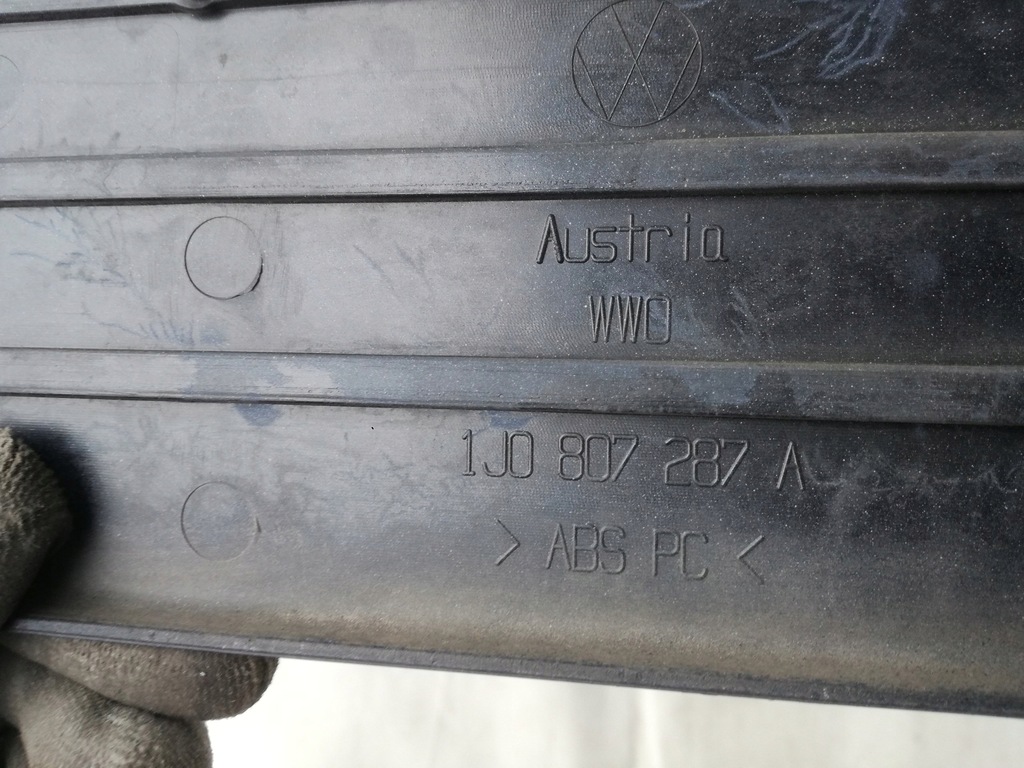 Austria
WWO
1J0 807 287 A
> ABS PC <